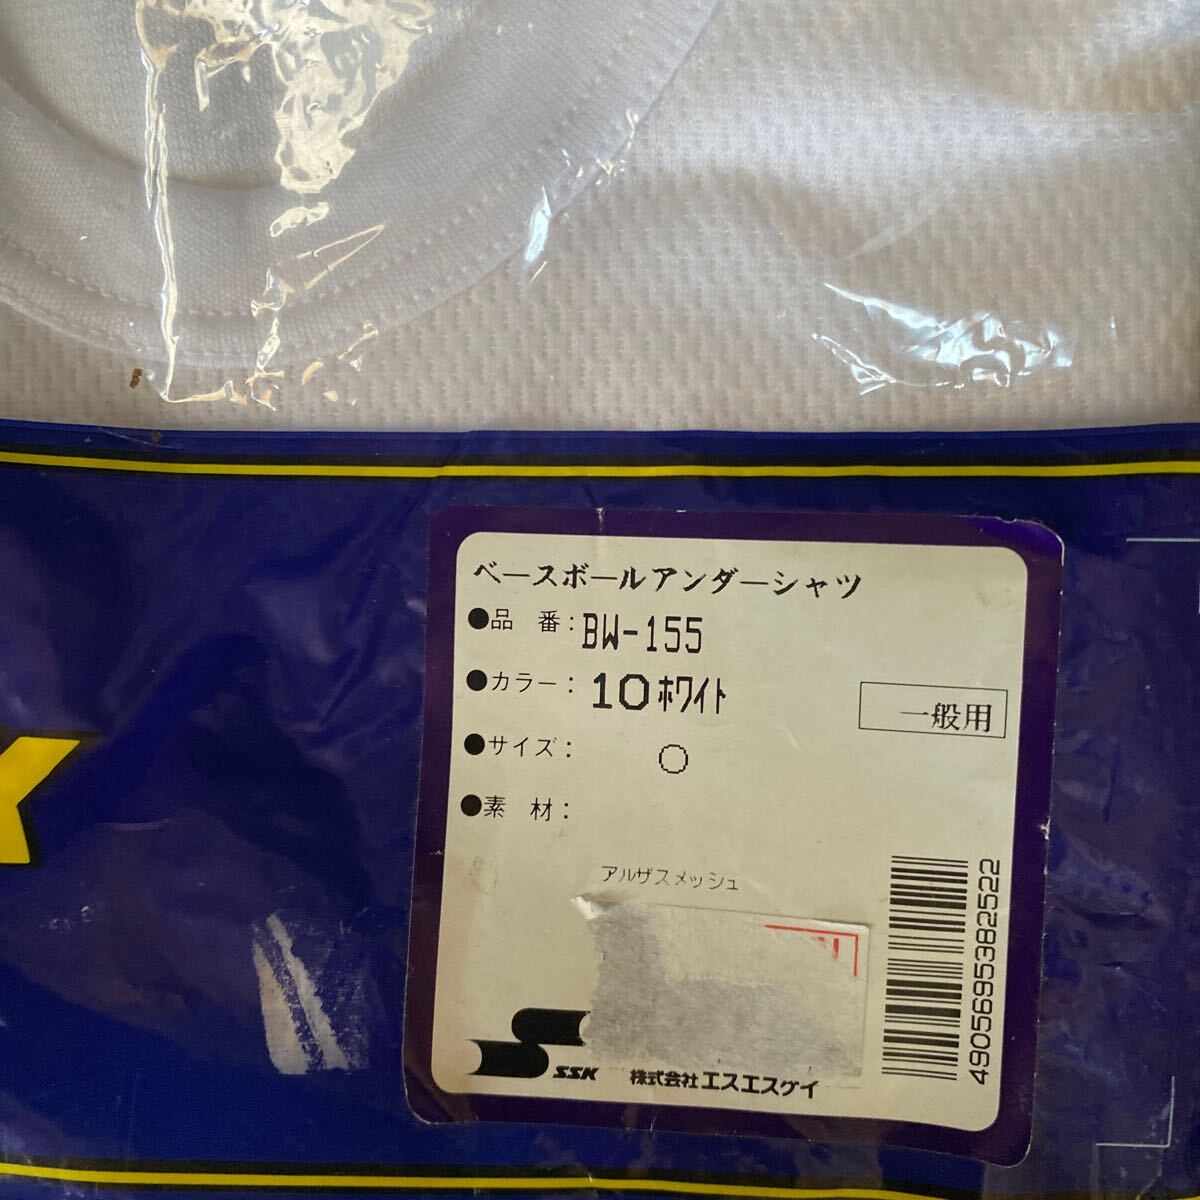 ベースボールアンダーシャツ
●品　番：BW-155
●カラー：10ホワイト
一般用
●サイズ：　O
●素　材：
アルザスメッシュ
4905695382522
SSK 株式会社エスエスケイ
K